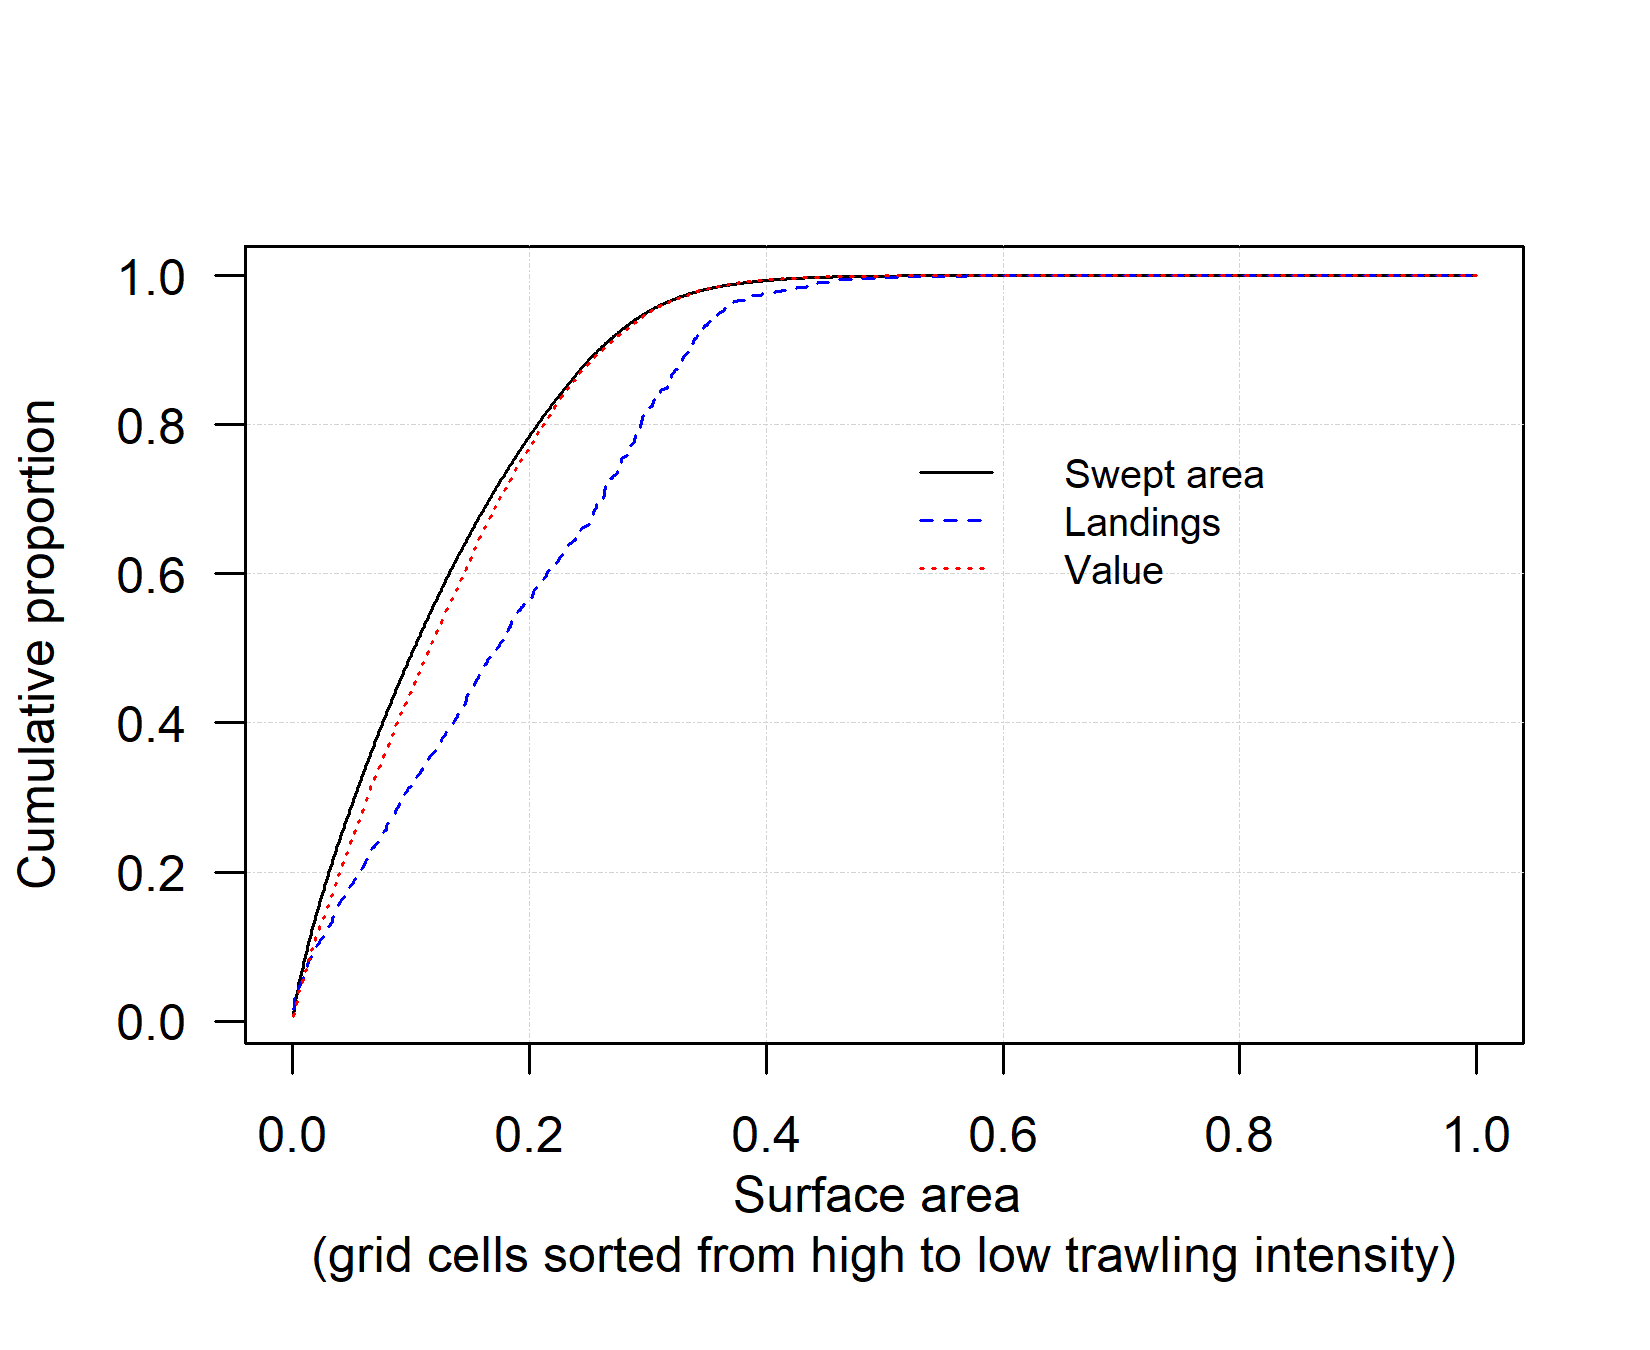 1.0
0.8
0.6
0.4
0.2
0.0
Cumulative proportion
Swept area
Landings
Value
0.0 0.2 0.4 0.6 0.8 1.0
Surface area
(grid cells sorted from high to low trawling intensity)